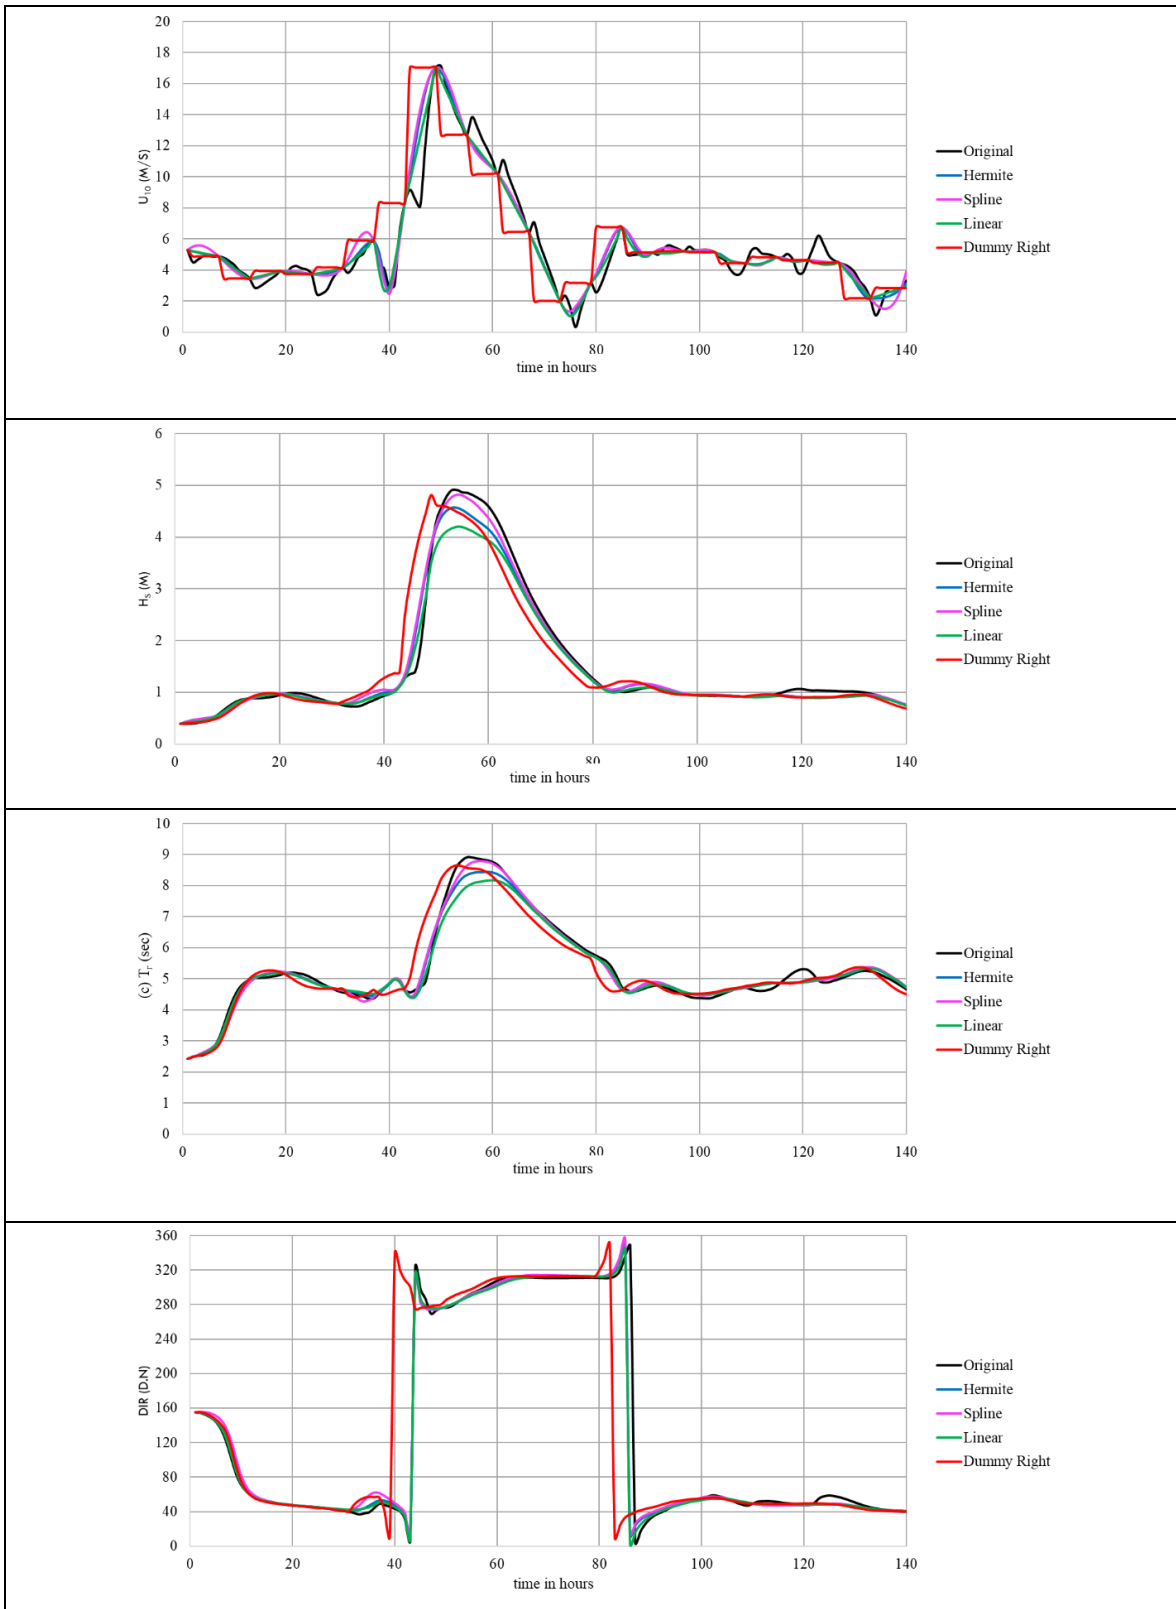 20
18
16
14
12
10
8
6
4
2
0
U10 (M/S)
0 20 40 60 80 100 120 140
time in hours
Original
Hermite
Spline
Linear
Dummy Right
6
5
4
3
2
1
0
HS (M)
0 20 40 60 80 100 120 140
time in hours
Original
Hermite
Spline
Linear
Dummy Right
10
9
8
7
6
5
4
3
2
1
0
(c) Tr (sec)
0 20 40 60 80 100 120 140
time in hours
Original
Hermite
Spline
Linear
Dummy Right
360
320
280
240
200
160
120
80
40
0
DIR (D.N)
0 20 40 60 80 100 120 140
time in hours
Original
Hermite
Spline
Linear
Dummy Right